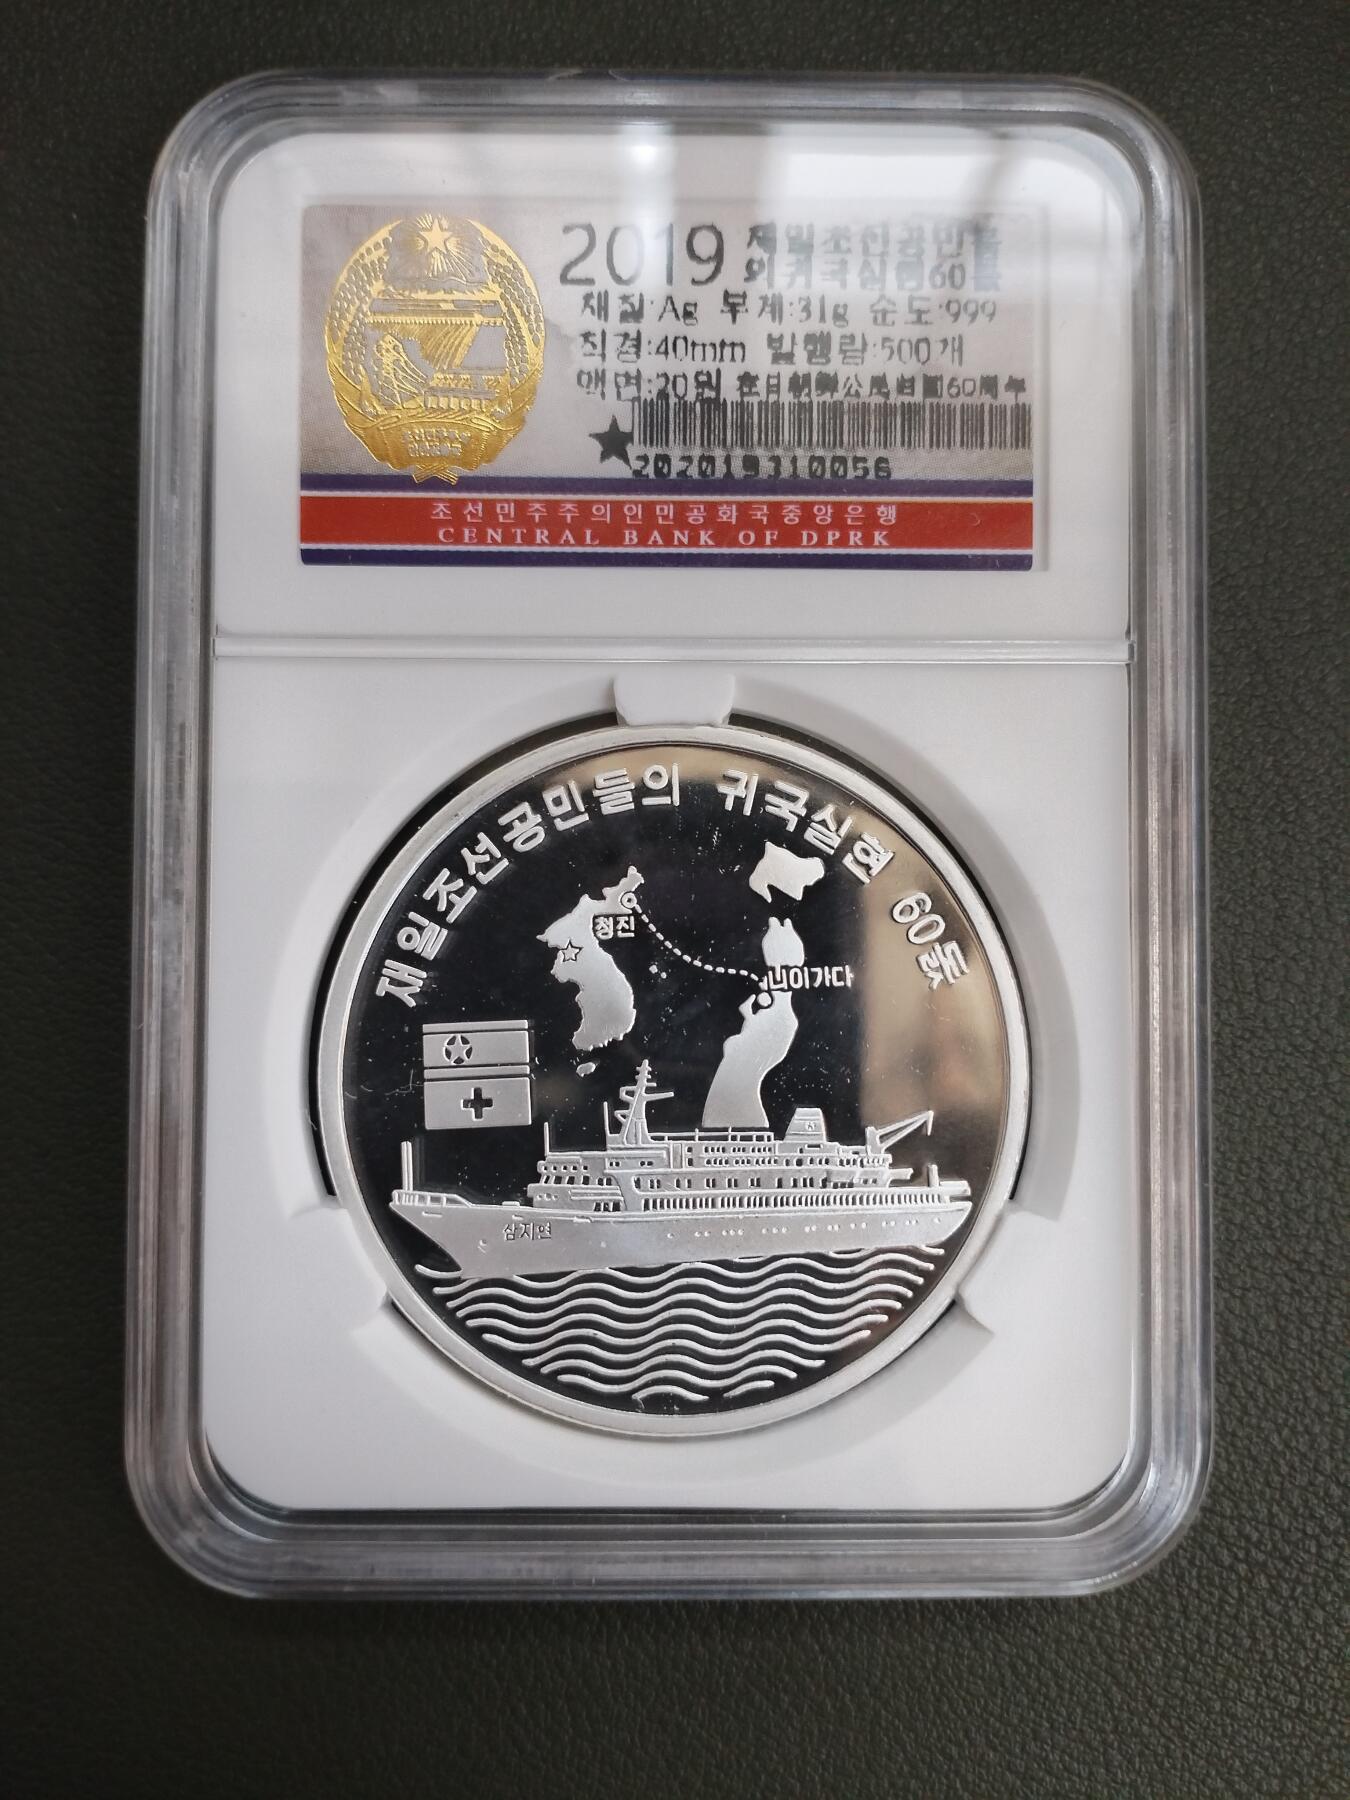 2019 재일조선공민들
의귀국실현60돐
재질:Ag 무게:31g 순도:999
직경:40mm 발행량:500개
액면:20원 在日朝鮮公民归国60周年
202019310056
조선민주주의인민공화국중앙은행
CENTRAL BANK OF DPRK
재일조선공민들의 귀국실현 60돐
청진
니이가다
삼지연